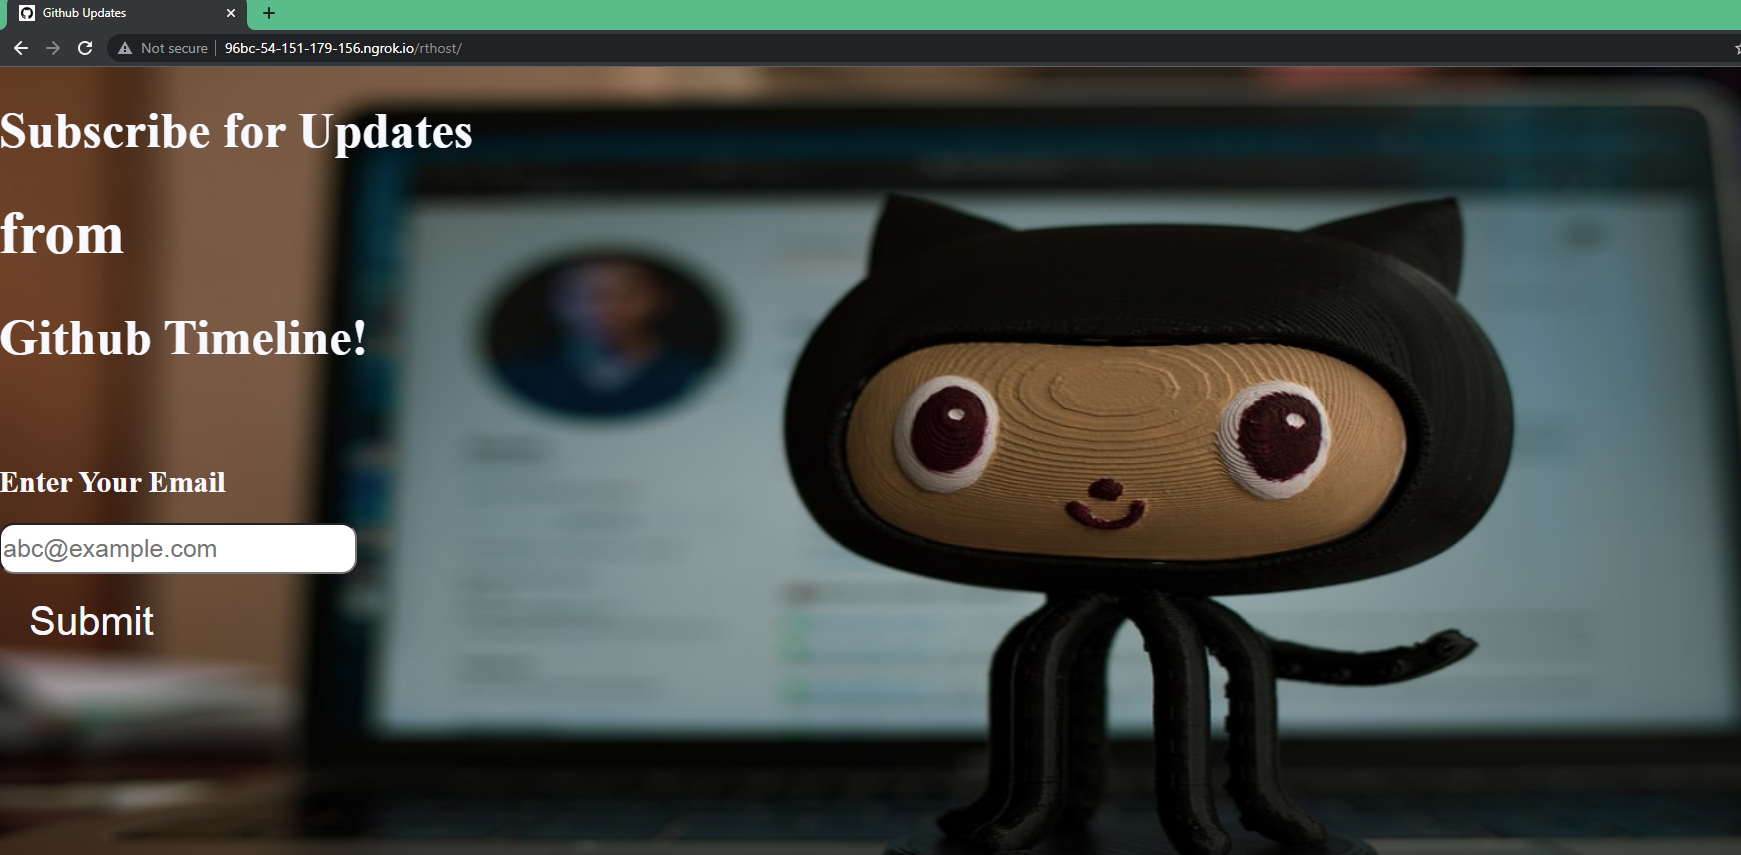 Github Updates
Not secure 96bc-54-151-179-156.ngrok.io/rthost/
Subscribe for Updates
from
Github Timeline!
Enter Your Email
abc@example.com
Submit